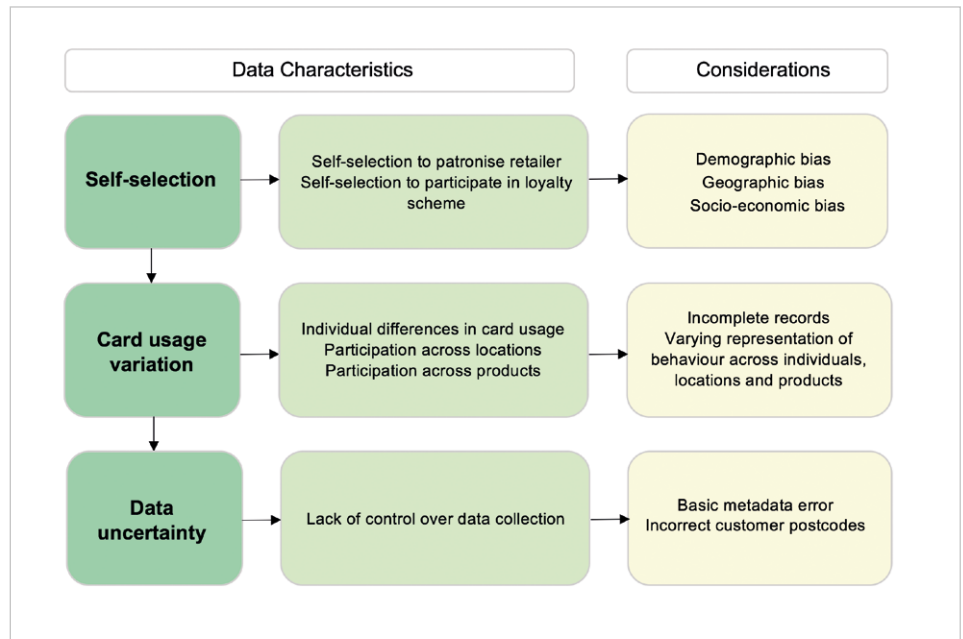 Data Characteristics
Considerations
Self-selection
Self-selection to patronise retailer
Self-selection to participate in loyalty
scheme
Demographic bias
Geographic bias
Socio-economic bias
Card usage
variation
Individual differences in card usage
Participation across locations
Participation across products
Incomplete records
Varying representation of
behaviour across individuals,
locations and products
Data
uncertainty
Lack of control over data collection
Basic metadata error
Incorrect customer postcodes